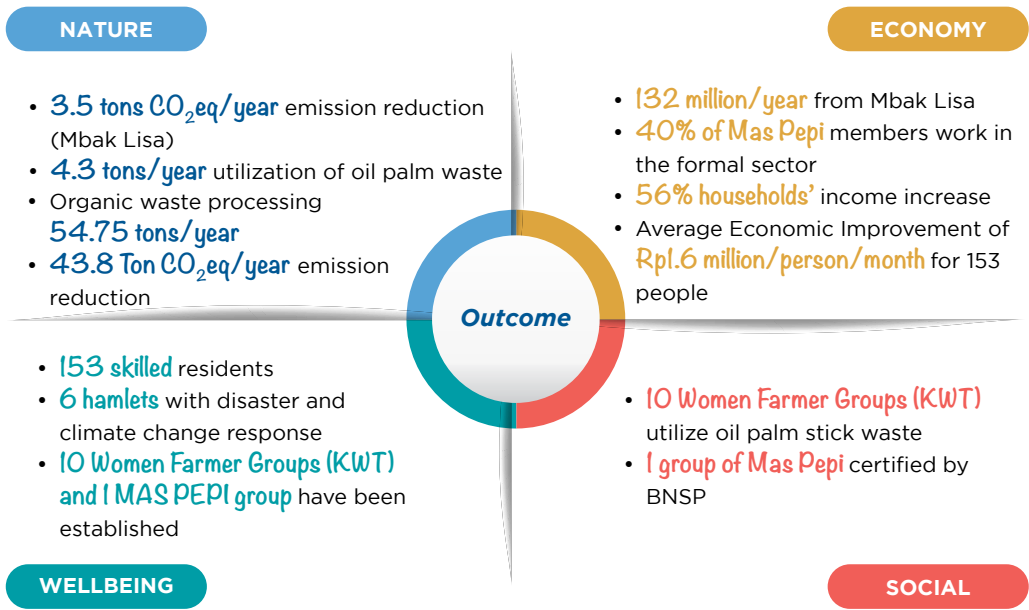 NATURE
• 3.5 tons CO₂eq/year emission reduction
(Mbak Lisa)
• 4.3 tons/year utilization of oil palm waste
• Organic waste processing
54.75 tons/year
• 43.8 Ton CO₂eq/year emission
reduction
ECONOMY
• 132 million/year from Mbak Lisa
• 40% of Mas Pepi members work in
the formal sector
• 56% households' income increase
• Average Economic Improvement of
Rp1.6 million/person/month for 153
people
Outcome
• 153 skilled residents
• 6 hamlets with disaster and
climate change response
• 10 Women Farmer Groups (KWT)
and 1 MAS PEPI group have been
established
WELLBEING
• 10 Women Farmer Groups (KWT)
utilize oil palm stick waste
• 1 group of Mas Pepi certified by
BNSP
SOCIAL